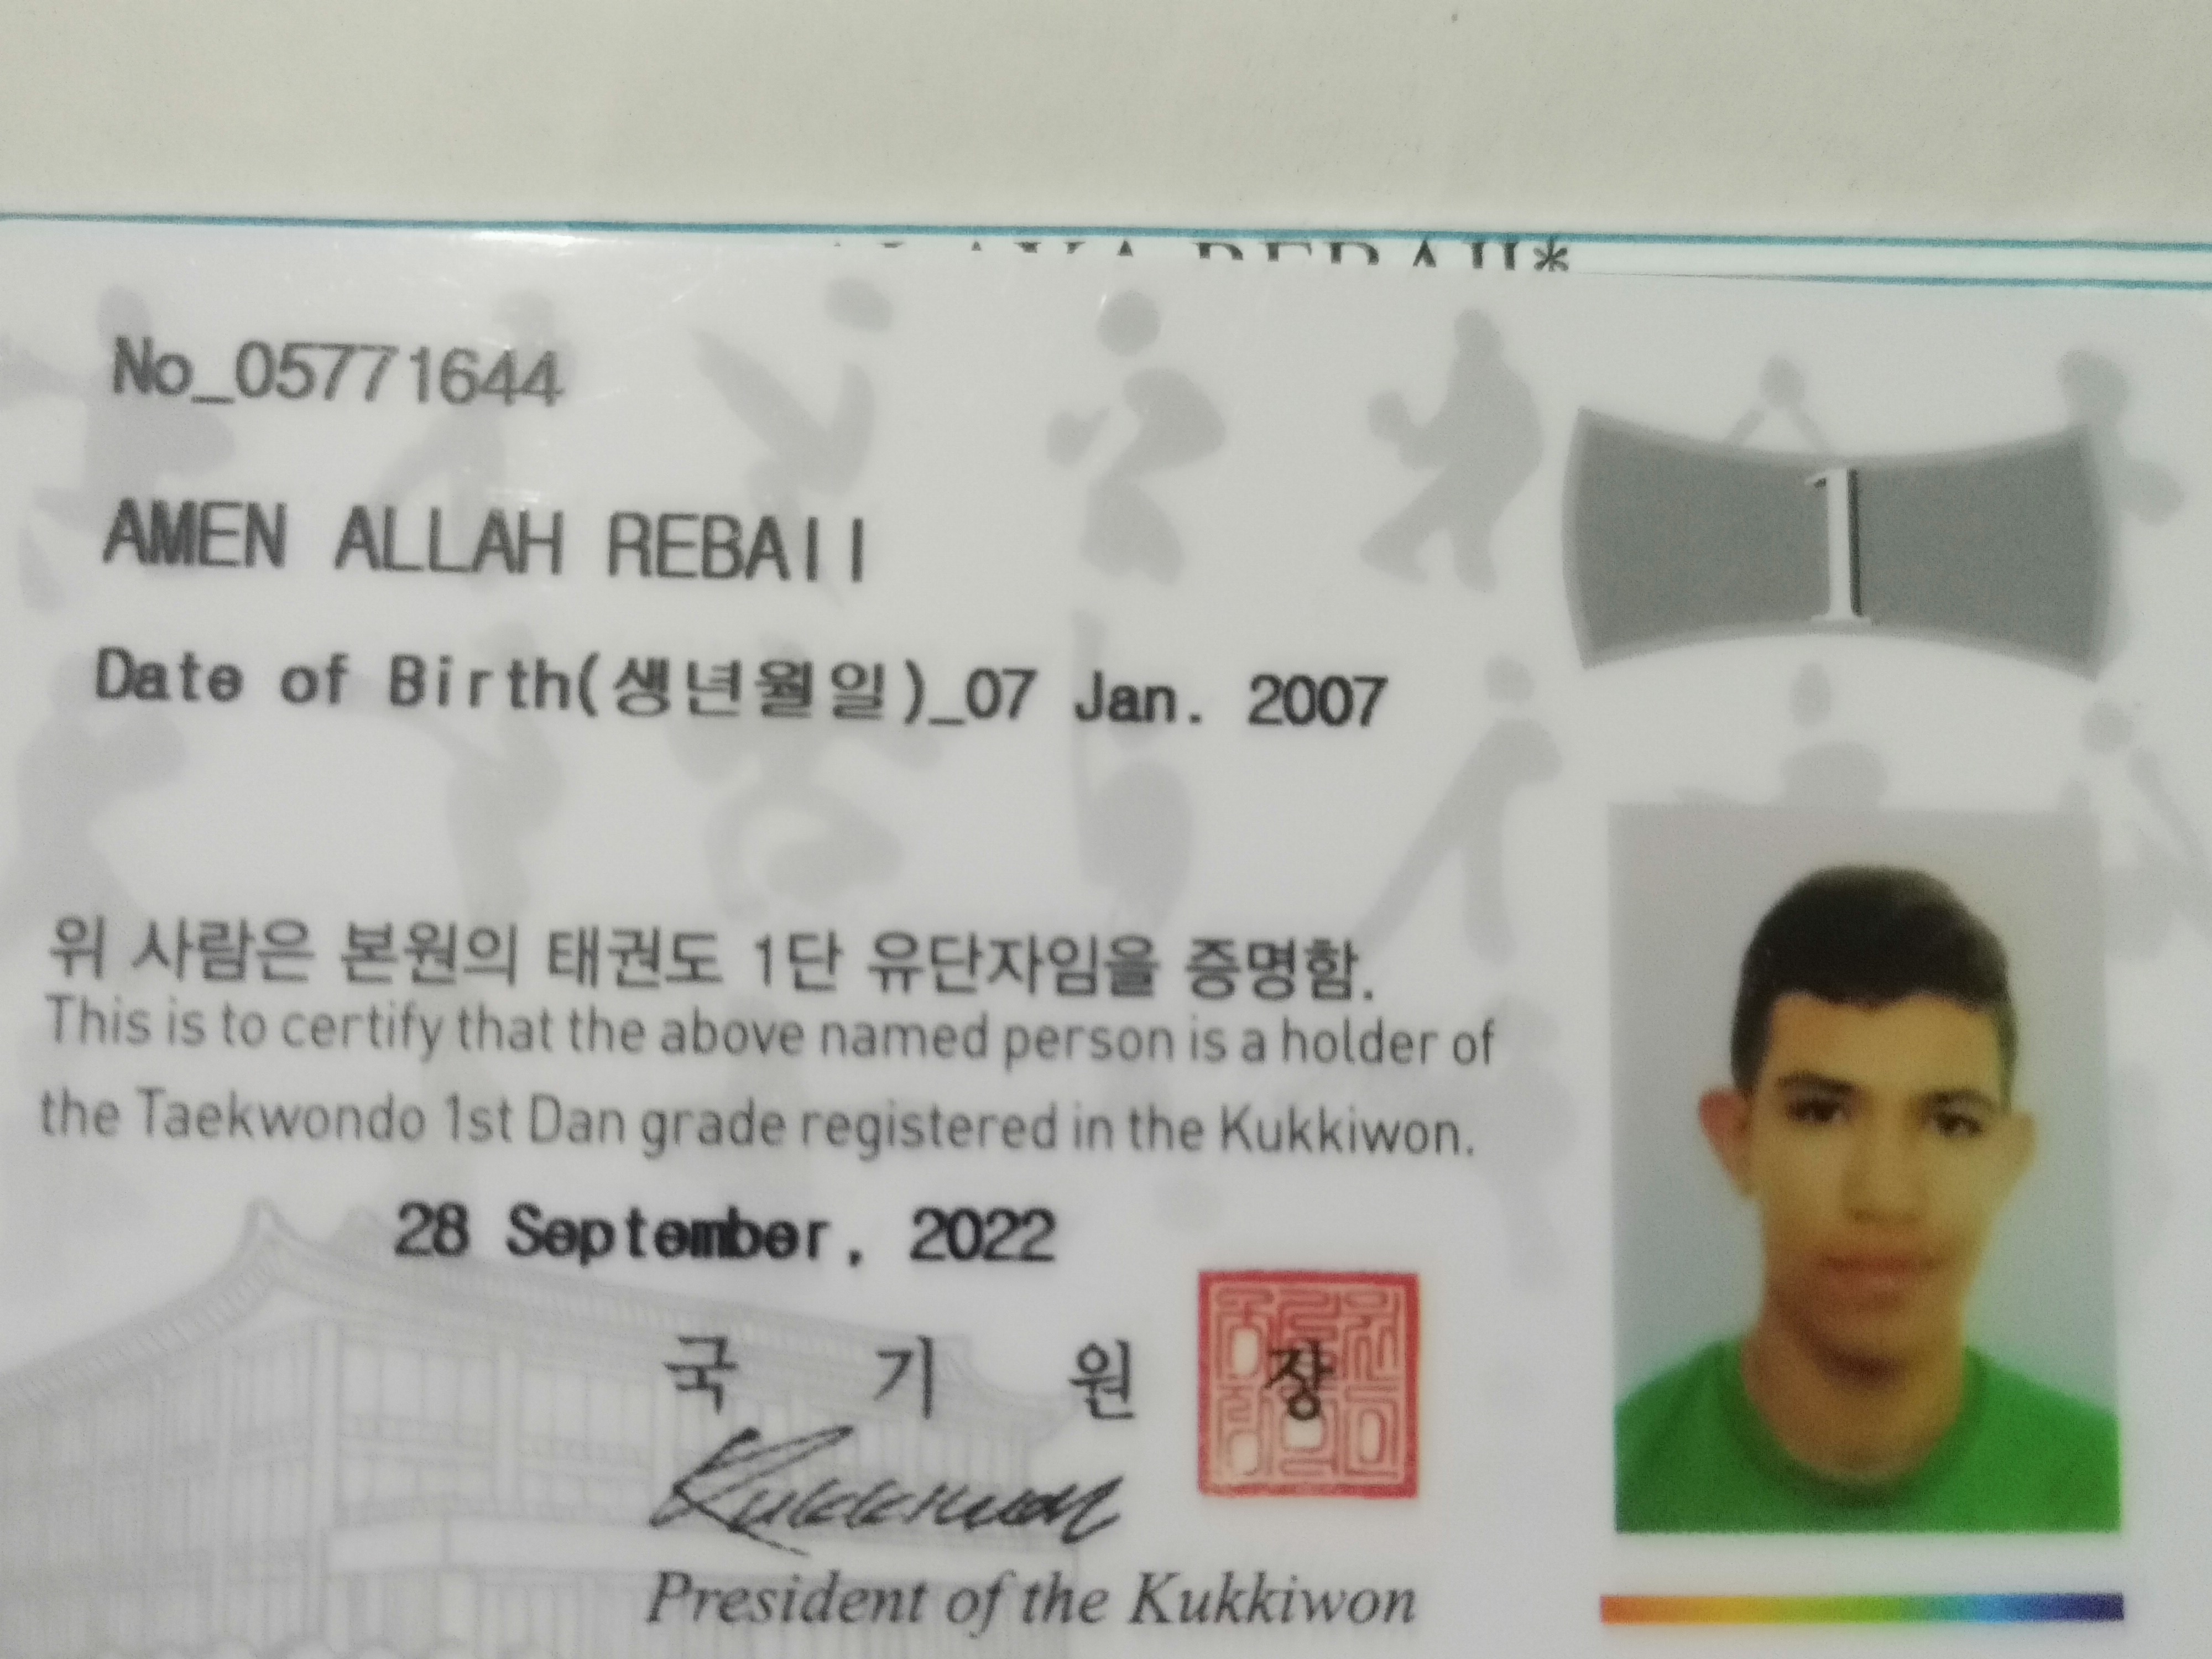 No_05771644
1
AMEN ALLAH REBAII
Date of Birth(생년월일)_07 Jan. 2007
위 사람은 본원의 태권도 1단 유단자임을 증명함.
This is to certify that the above named person is a holder of
the Taekwondo 1st Dan grade registered in the Kukkiwon.
28 September, 2022
국 기 원 장
Kukkiwon
President of the Kukkiwon